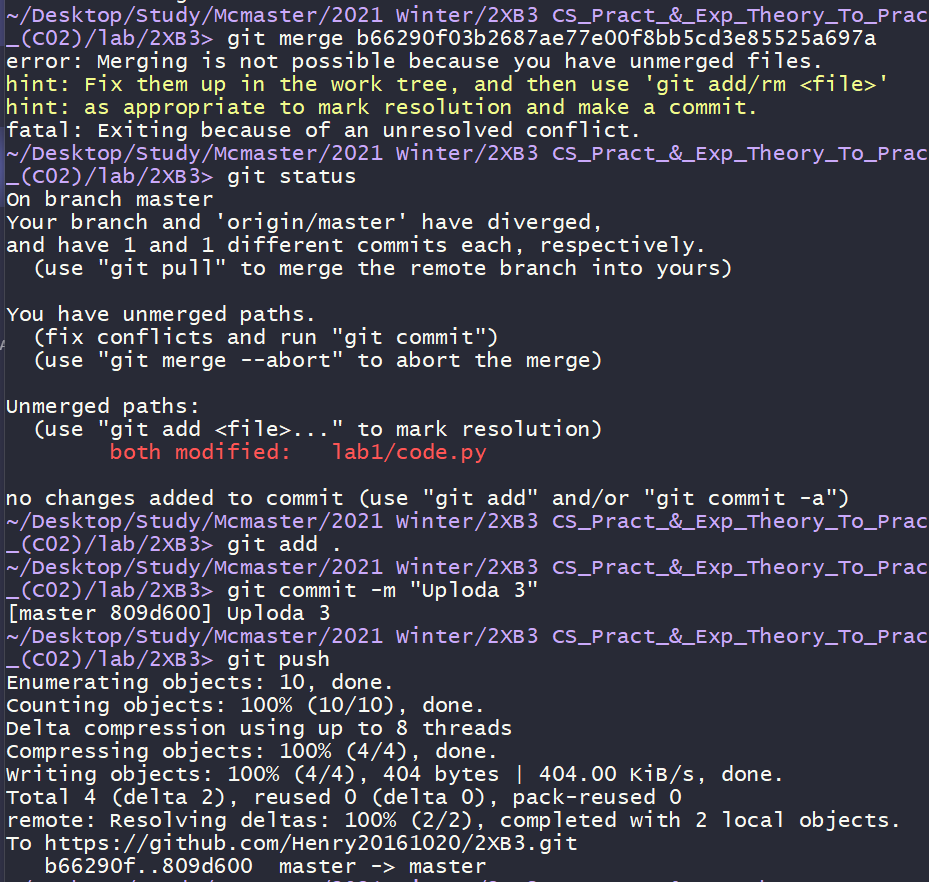 ~/Desktop/Study/Mcmaster/2021 Winter/2XB3 CS_Pract_&_Exp_Theory_To_Prac
_(C02)/lab/2XB3> git merge b66290f03b2687ae77e00f8bb5cd3e85525a697a
error: Merging is not possible because you have unmerged files.
hint: Fix them up in the work tree, and then use 'git add/rm <file>'
hint: as appropriate to mark resolution and make a commit.
fatal: Exiting because of an unresolved conflict.
~/Desktop/Study/Mcmaster/2021 Winter/2XB3 CS_Pract_&_Exp_Theory_To_Prac
_(C02)/lab/2XB3> git status
On branch master
Your branch and 'origin/master' have diverged,
and have 1 and 1 different commits each, respectively.
  (use "git pull" to merge the remote branch into yours)

You have unmerged paths.
  (fix conflicts and run "git commit")
  (use "git merge --abort" to abort the merge)

Unmerged paths:
  (use "git add <file>..." to mark resolution)
        both modified:   lab1/code.py

no changes added to commit (use "git add" and/or "git commit -a")
~/Desktop/Study/Mcmaster/2021 Winter/2XB3 CS_Pract_&_Exp_Theory_To_Prac
_(C02)/lab/2XB3> git add .
~/Desktop/Study/Mcmaster/2021 Winter/2XB3 CS_Pract_&_Exp_Theory_To_Prac
_(C02)/lab/2XB3> git commit -m "Uploda 3"
[master 809d600] Uploda 3
~/Desktop/Study/Mcmaster/2021 Winter/2XB3 CS_Pract_&_Exp_Theory_To_Prac
_(C02)/lab/2XB3> git push
Enumerating objects: 10, done.
Counting objects: 100% (10/10), done.
Delta compression using up to 8 threads
Compressing objects: 100% (4/4), done.
Writing objects: 100% (4/4), 404 bytes | 404.00 KiB/s, done.
Total 4 (delta 2), reused 0 (delta 0), pack-reused 0
remote: Resolving deltas: 100% (2/2), completed with 2 local objects.
To https://github.com/Henry20161020/2XB3.git
   b66290f..809d600  master -> master